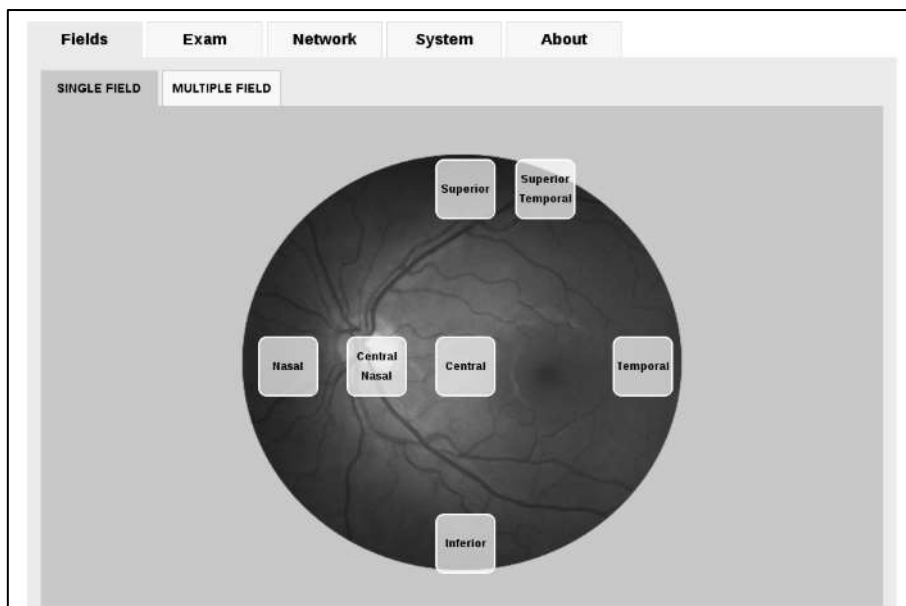 Fields Exam Network System About
SINGLE FIELD MULTIPLE FIELD
Superior
Superior
Temporal
Nasal
Central
Nasal
Central
Temporal
Inferior